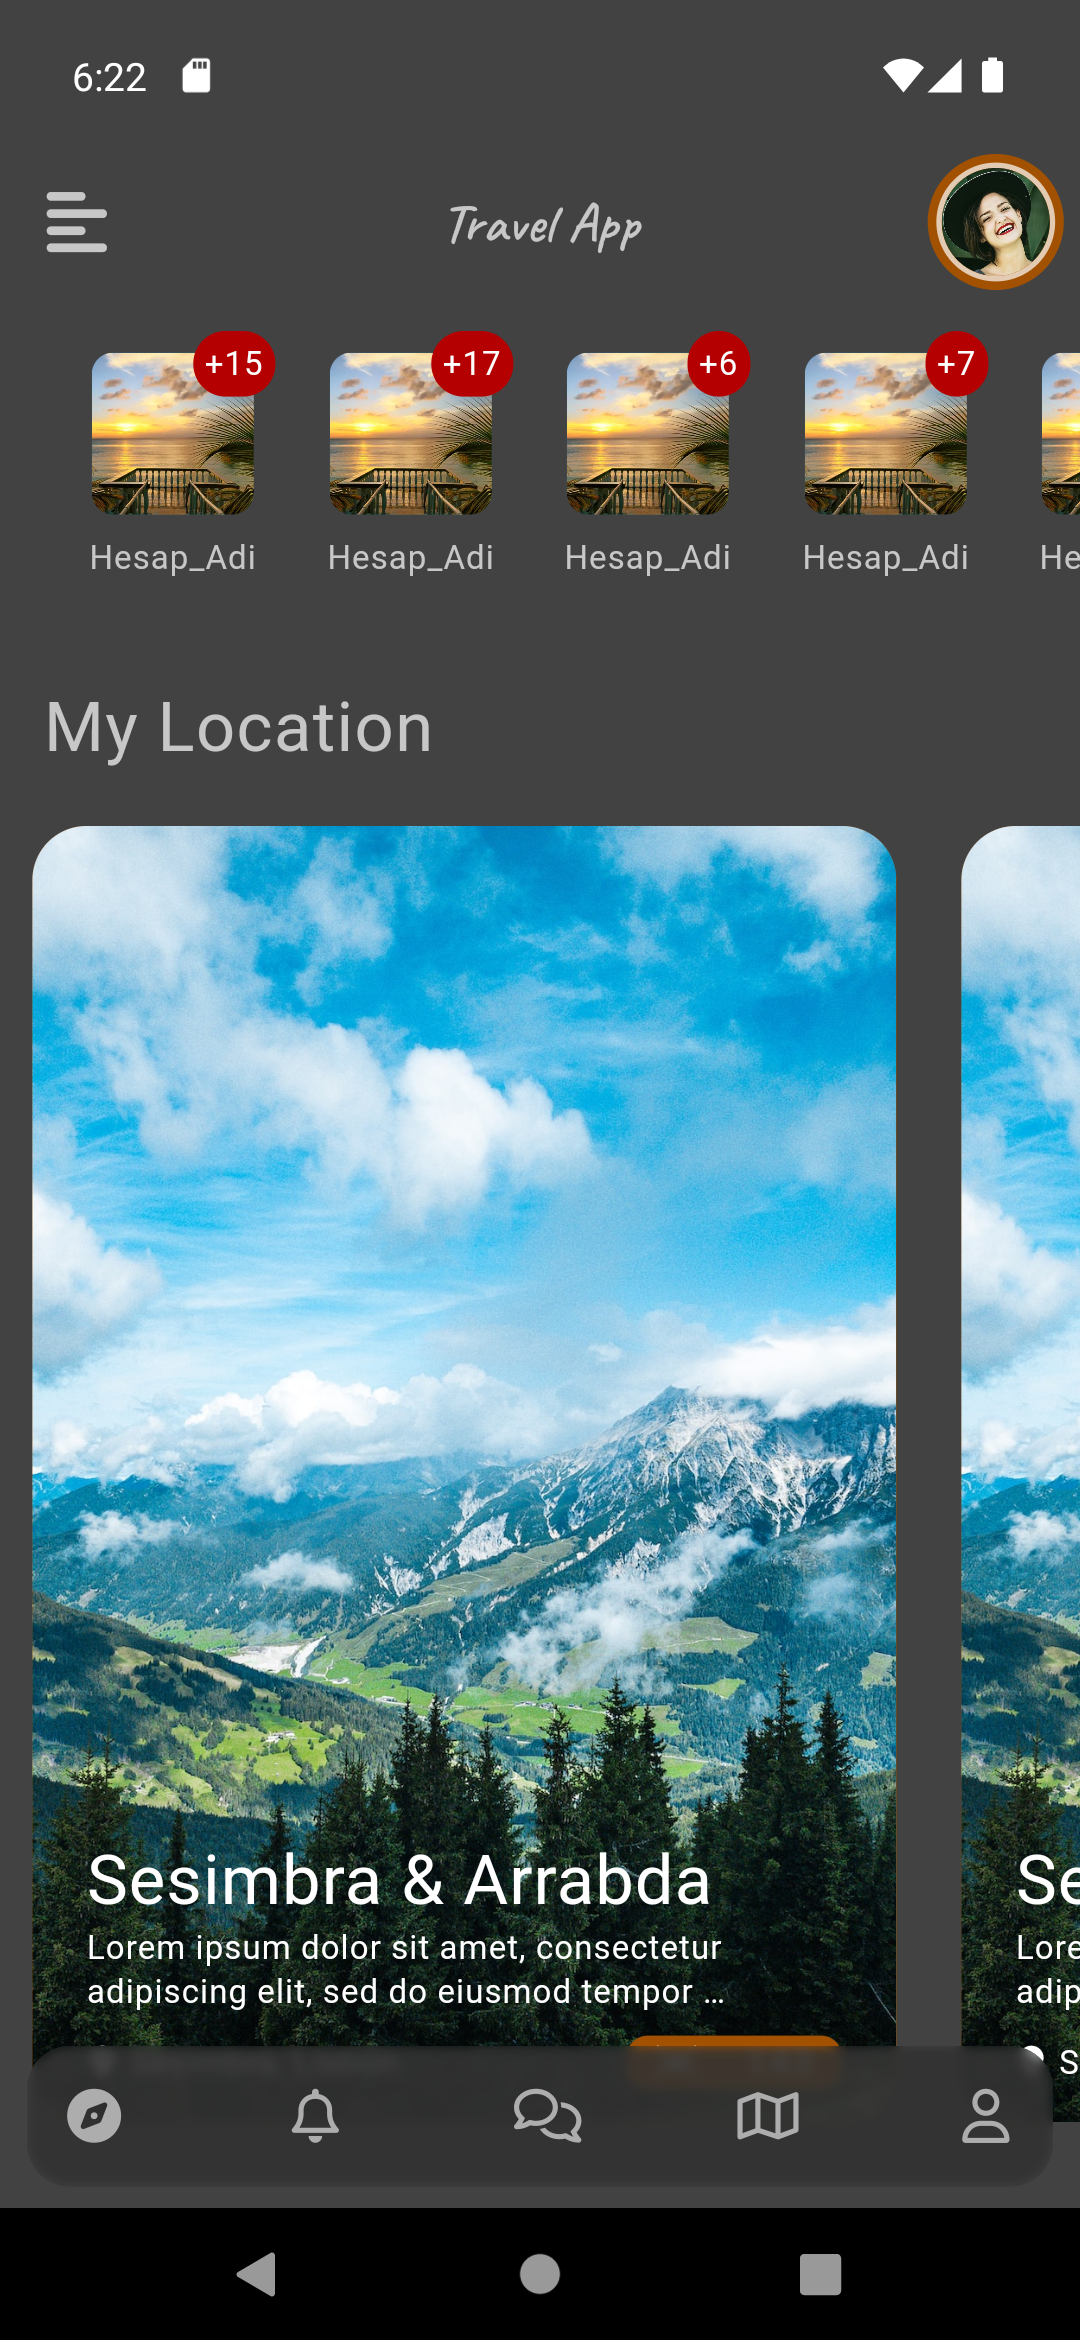 6:22
Travel App
+15 +17 +6 +7
Hesap_Adi Hesap_Adi Hesap_Adi Hesap_Adi He
My Location
Sesimbra & Arrabda Se
Lorem ipsum dolor sit amet, consectetur Lore
adipiscing elit, sed do eiusmod tempor ... adip
S